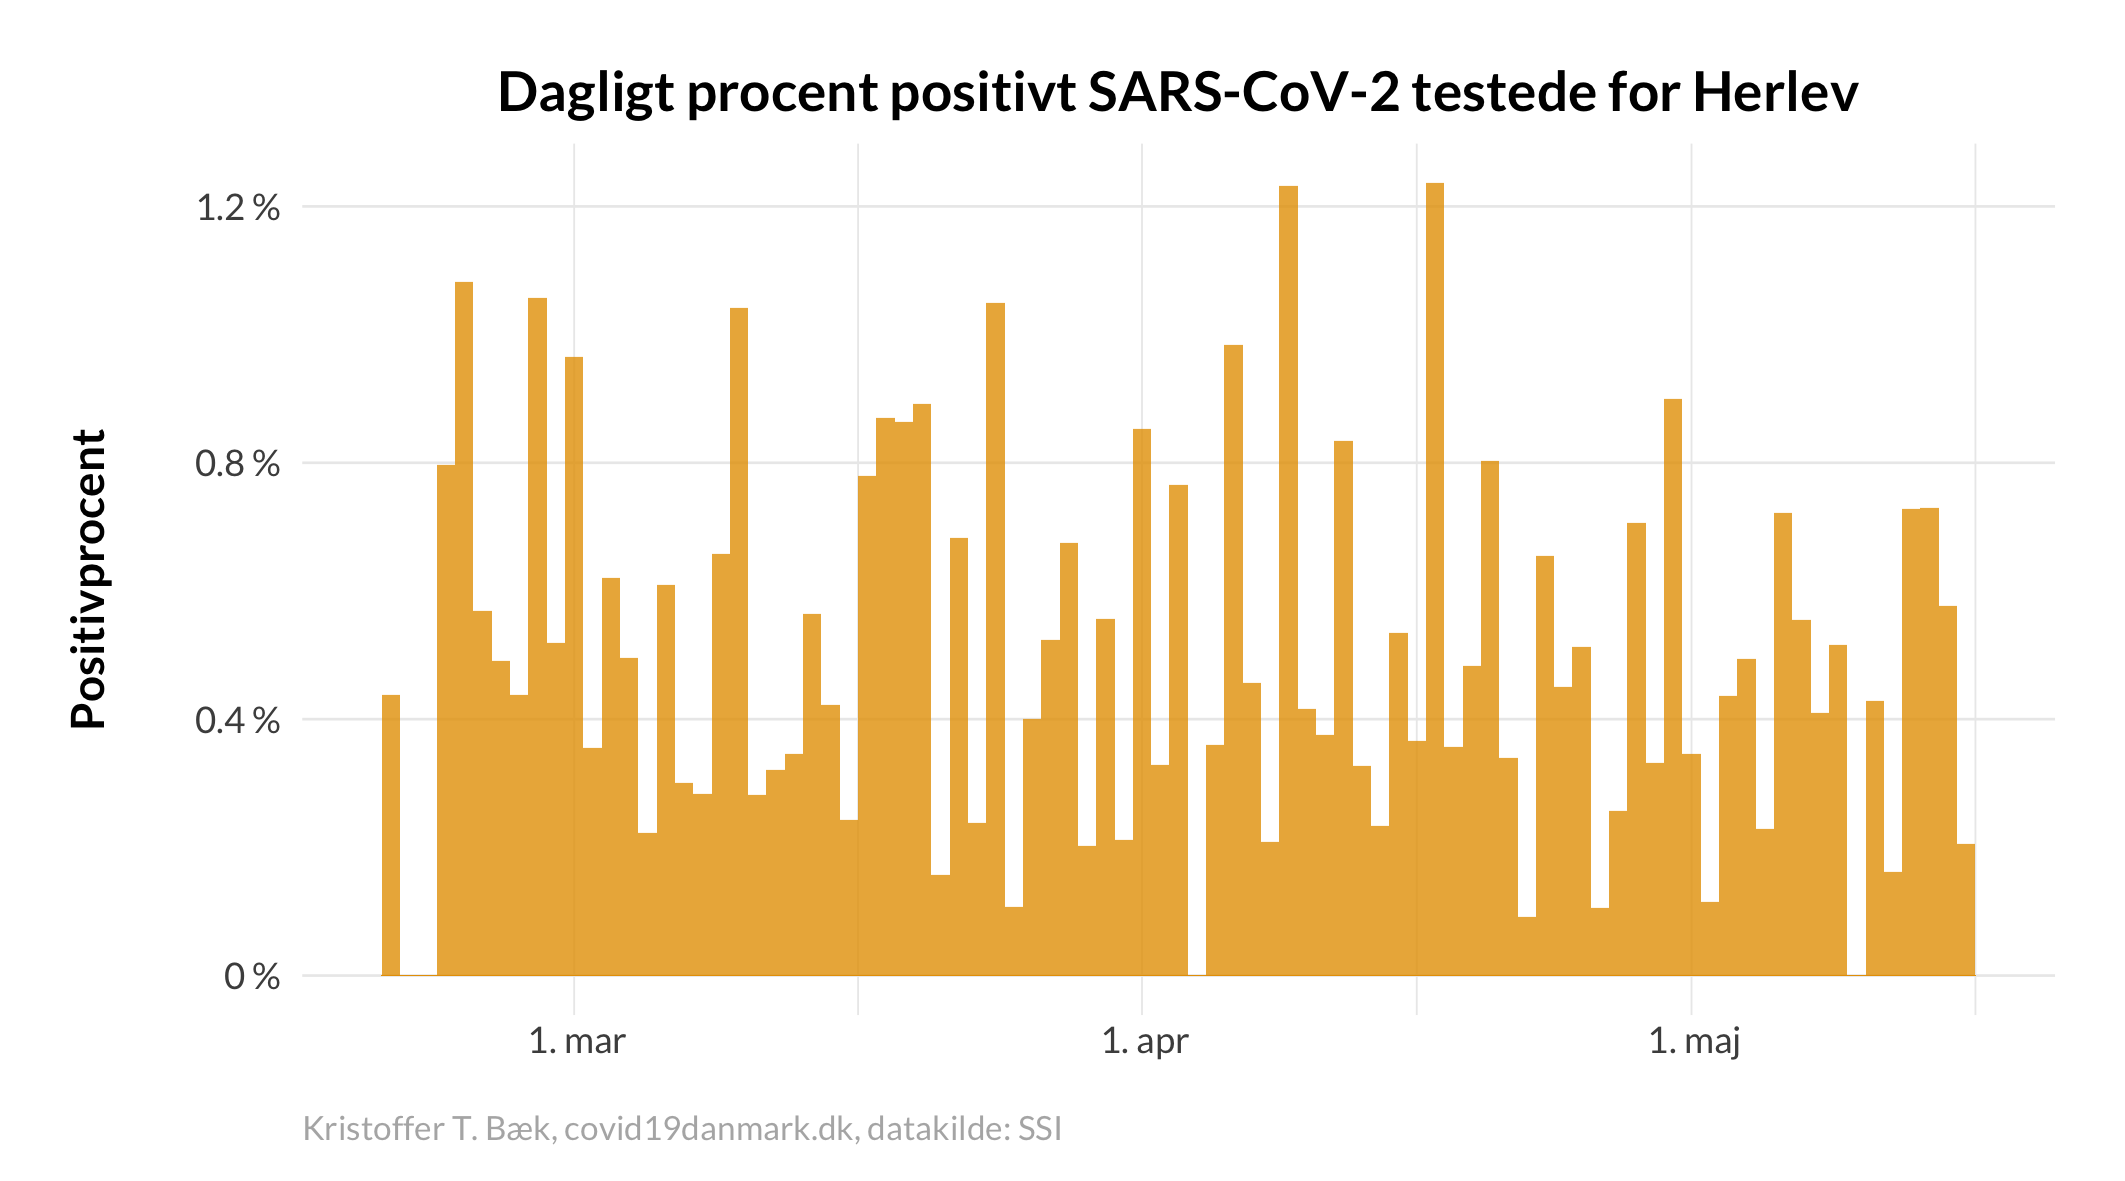 Dagligt procent positivt SARS-CoV-2 testede for Herlev
Positivprocent
1.2 %
0.8 %
0.4 %
0 %
1. mar
1. apr
1. maj
Kristoffer T. Bæk, covid19danmark.dk, datakilde: SSI